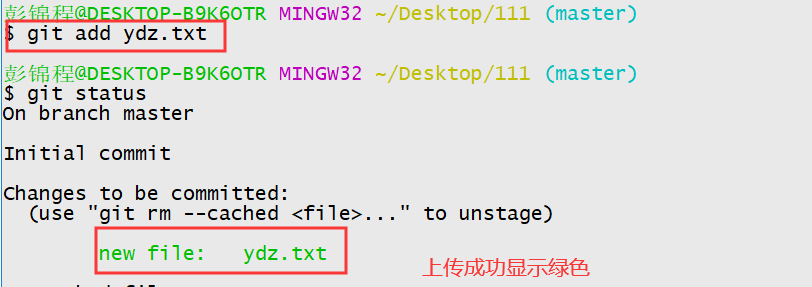 彭锦程@DESKTOP-B9K6OTR MINGW32 ~/Desktop/111 (master)
$ git add ydz.txt
彭锦程@DESKTOP-B9K6OTR MINGW32 ~/Desktop/111 (master)
$ git status
On branch master
Initial commit
Changes to be committed:
(use "git rm --cached <file>..." to unstage)
new file: ydz.txt
上传成功显示绿色